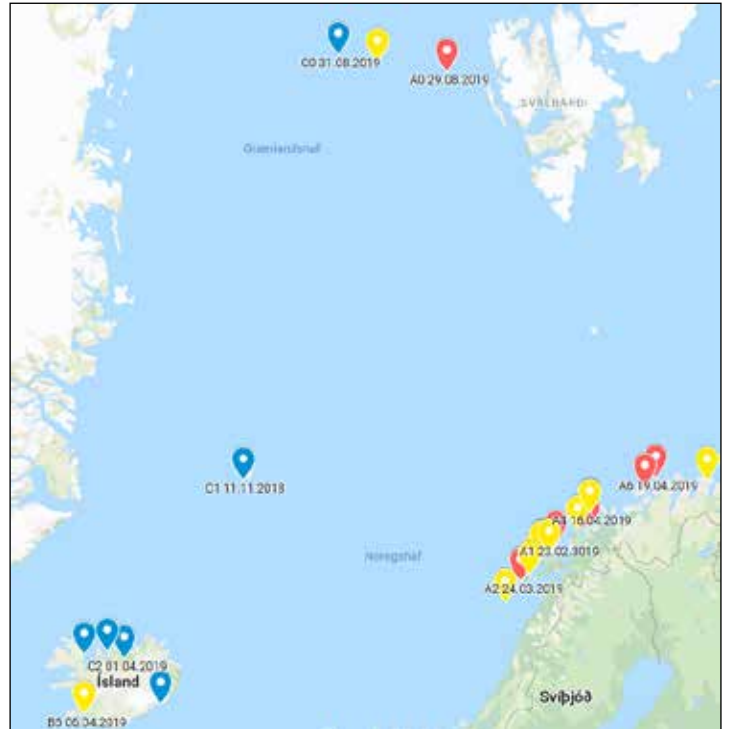 C0 31.08.2019
A0 29.08.2019
SVALBARÐI
Grænlandshaf
C1 11.11.2018
A6 19.04.2019
A3 16.04.2019
A1 23.02.2019
Noregshaf
A2 24.03.2019
C2 01.04.2019
Ísland
Svíþjóð
B5 06.04.2019